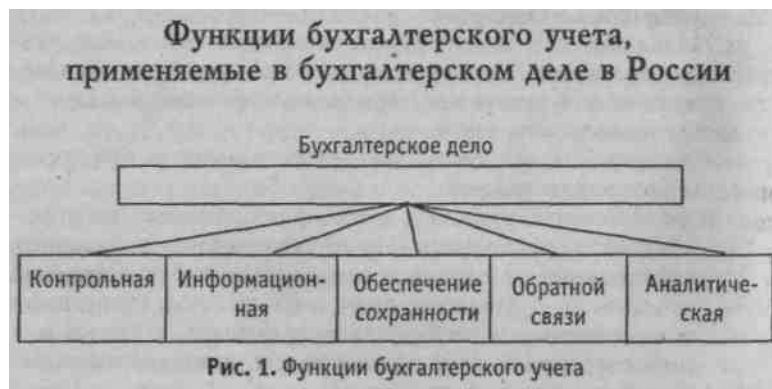 Функции бухгалтерского учета,
применяемые в бухгалтерском деле в России
Бухгалтерское дело
Контрольная
Информацион-
ная
Обеспечение
сохранности
Обратной
связи
Аналитиче-
ская
Рис. 1. Функции бухгалтерского учета